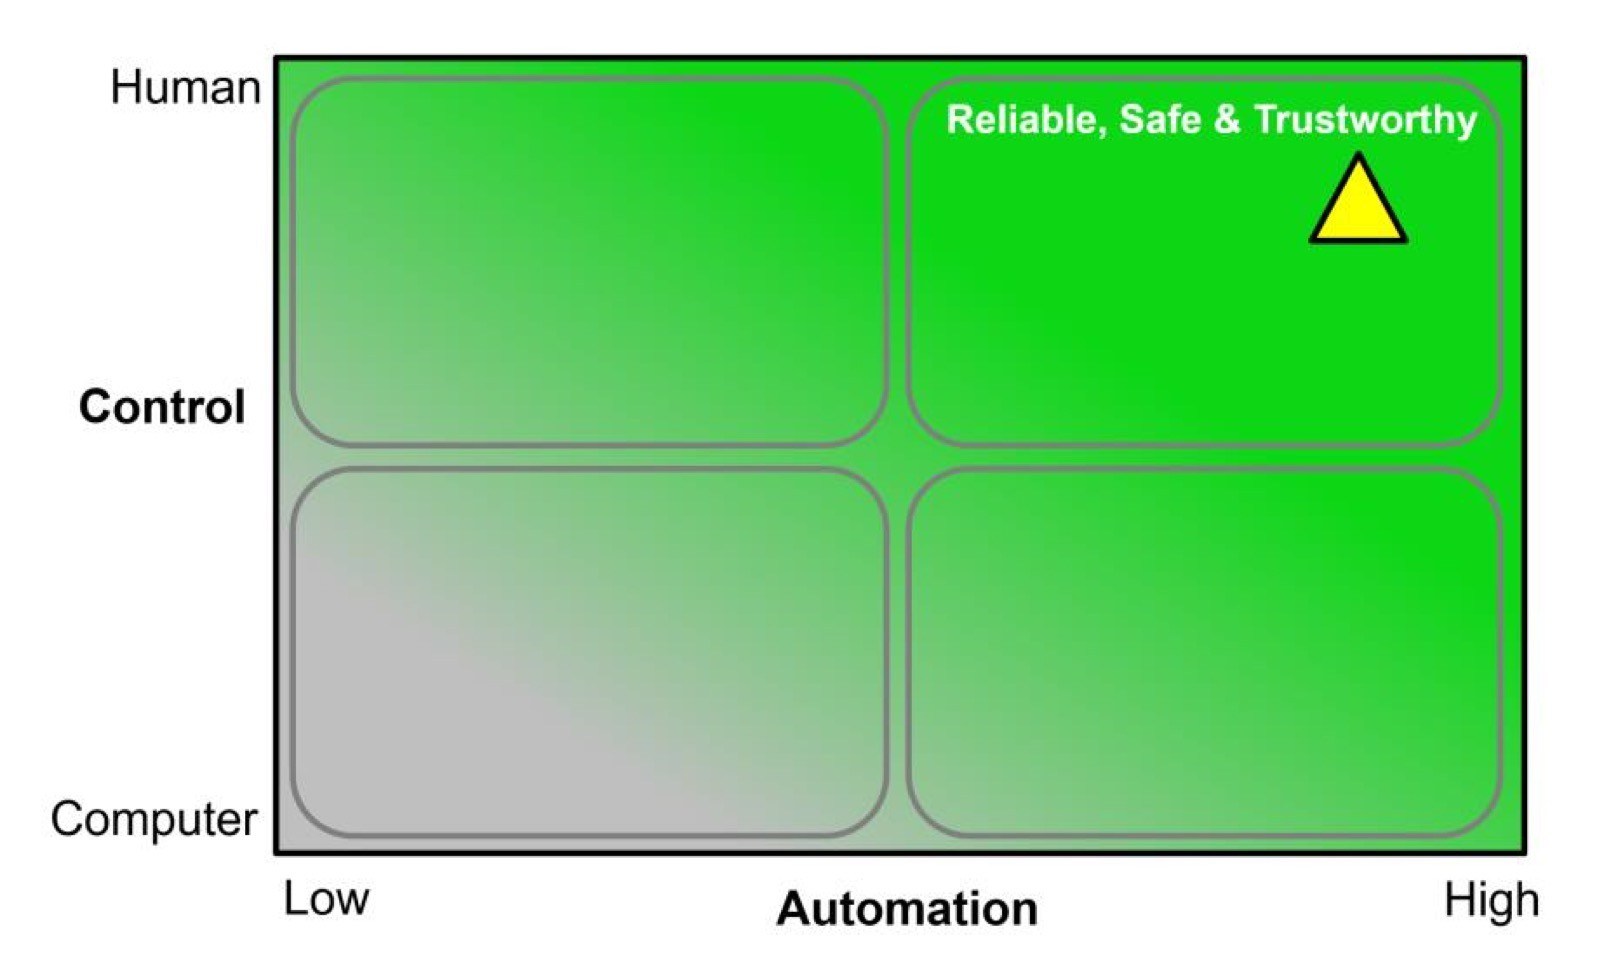 Human
Reliable, Safe & Trustworthy
Control
Computer
Low
Automation
High